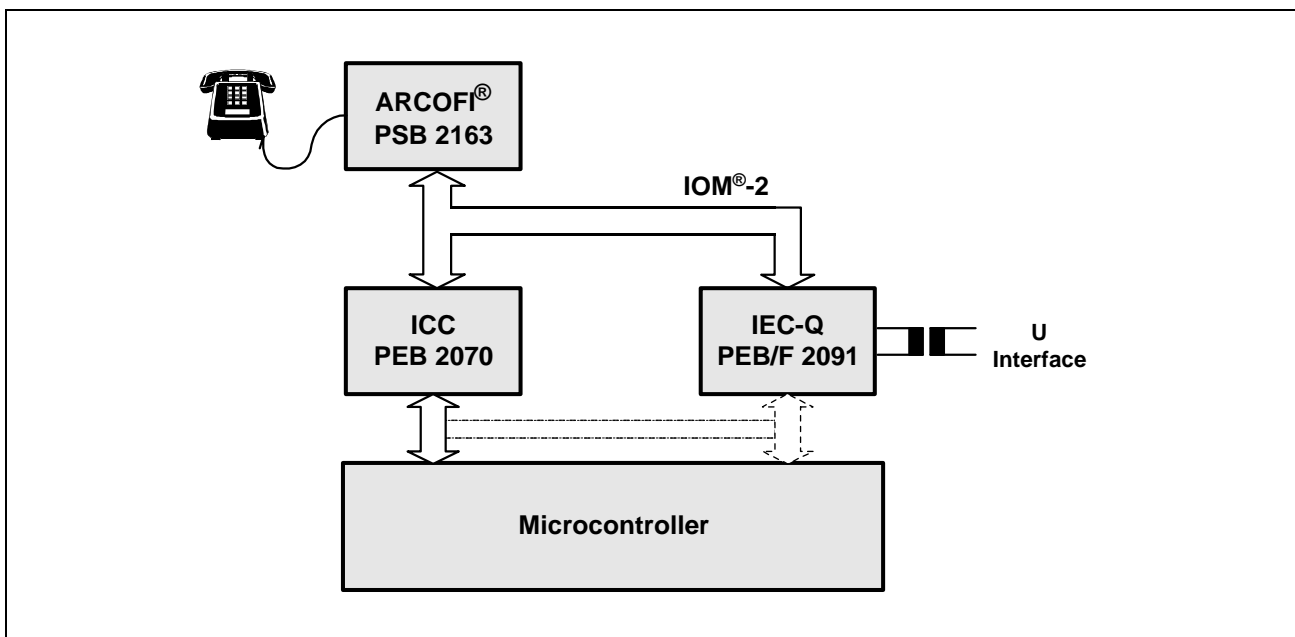 ARCOFI®
PSB 2163
IOM®-2
ICC
PEB 2070
IEC-Q
PEB/F 2091
U
Interface
Microcontroller